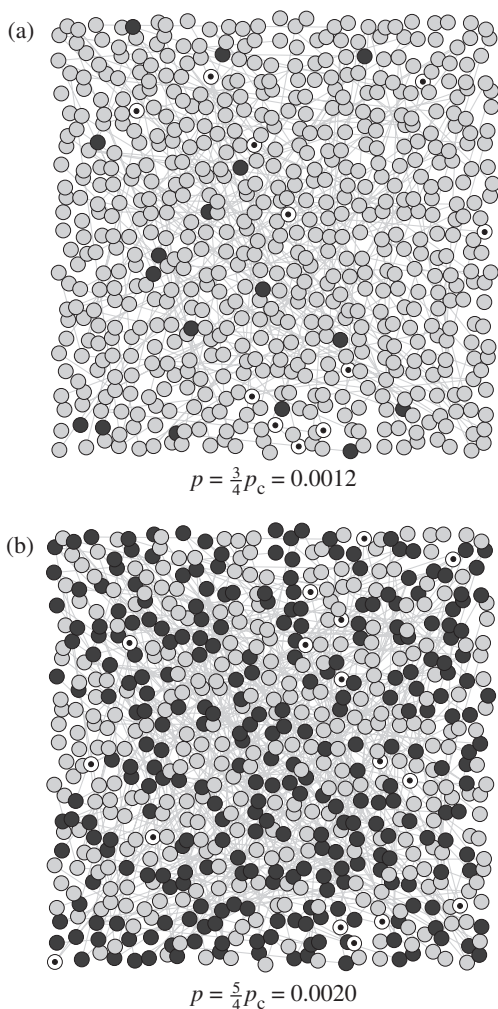 (a)
p = 3/4 p_c = 0.0012
(b)
p = 5/4 p_c = 0.0020